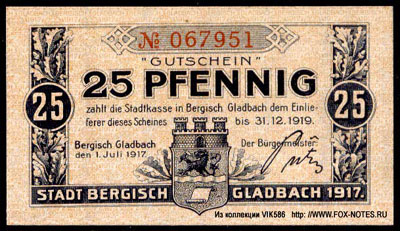 № 067951
"GUTSCHEIN"
25 PFENNIG
25
25
zahlt die Stadtkasse in Bergisch Gladbach dem Einlie-
ferer dieses Scheines bis 31.12.1919.
Bergisch Gladbach
den 1. Juli 1917.
Der Bürgermeister:
STADT BERGISCH GLADBACH 1917.
Из коллекции VIK586 http://WWW.FOX-NOTES.RU